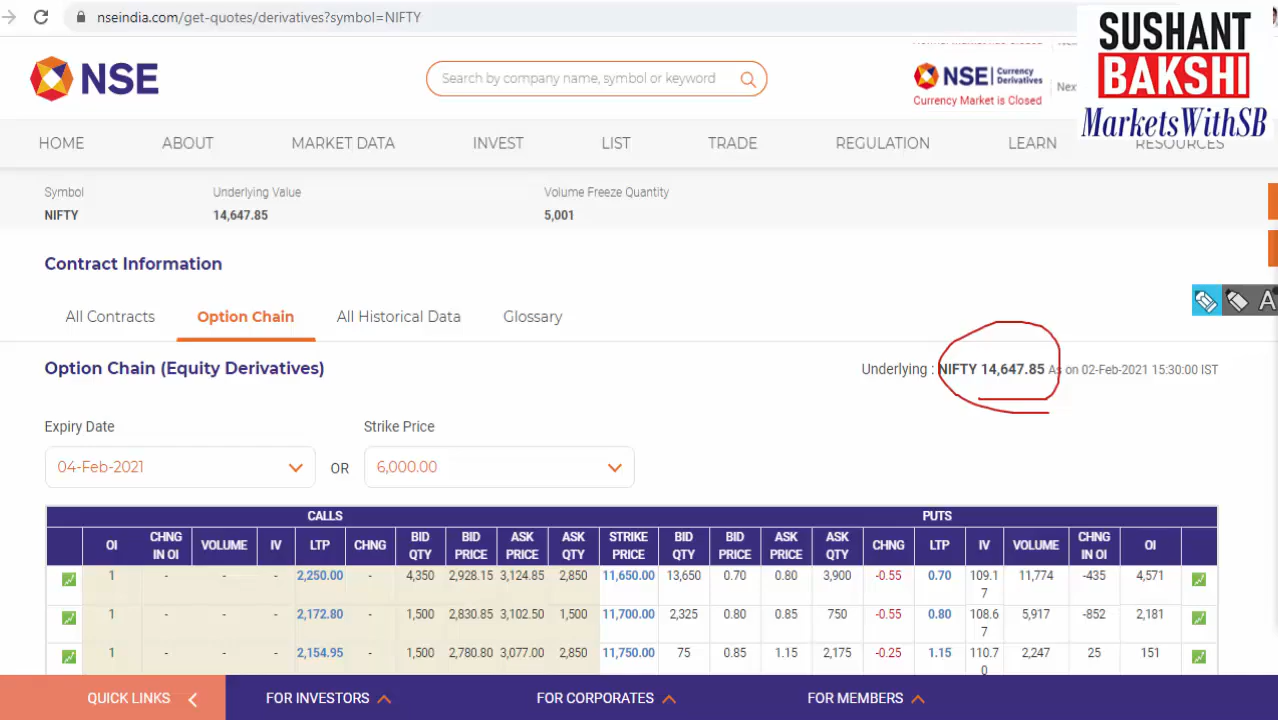 nseindia.com/get-quotes/derivatives?symbol=NIFTY
SUSHANT
BAKSHI
MarketsWithSB
NSE
Search by company name, symbol or keyword
NSE Currency Derivatives
Next
Currency Market is Closed
HOME ABOUT MARKET DATA INVEST LIST TRADE REGULATION LEARN RESOURCES
Symbol Underlying Value Volume Freeze Quantity
NIFTY 14,647.85 5,001
Contract Information
All Contracts Option Chain All Historical Data Glossary
A
Option Chain (Equity Derivatives)
Underlying : NIFTY 14,647.85 As on 02-Feb-2021 15:30:00 IST
Expiry Date Strike Price
04-Feb-2021 OR 6,000.00
CALLS PUTS
OI CHNG IN OI VOLUME IV LTP CHNG BID QTY BID PRICE ASK PRICE ASK QTY STRIKE PRICE BID QTY BID PRICE ASK PRICE ASK QTY CHNG LTP IV VOLUME CHNG IN OI OI
1 - - - 2,250.00 - 4,350 2,928.15 3,124.85 2,850 11,650.00 13,650 0.70 0.80 3,900 -0.55 0.70 109.17 11,774 -435 4,571
1 - - - 2,172.80 - 1,500 2,830.85 3,102.50 1,500 11,700.00 2,325 0.80 0.85 750 -0.55 0.80 108.67 5,917 -852 2,181
1 - - - 2,154.95 - 1,500 2,780.80 3,077.00 2,850 11,750.00 75 0.85 1.15 2,175 -0.25 1.15 110.70 2,247 25 151
QUICK LINKS FOR INVESTORS FOR CORPORATES FOR MEMBERS